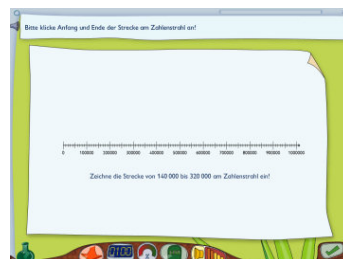 Bitte klicke Anfang und Ende der Strecke am Zahlenstrahl an!
0 100000 200000 300000 400000 500000 600000 700000 800000 900000 1000000
Zeichne die Strecke von 140 000 bis 320 000 am Zahlenstrahl ein!
0100